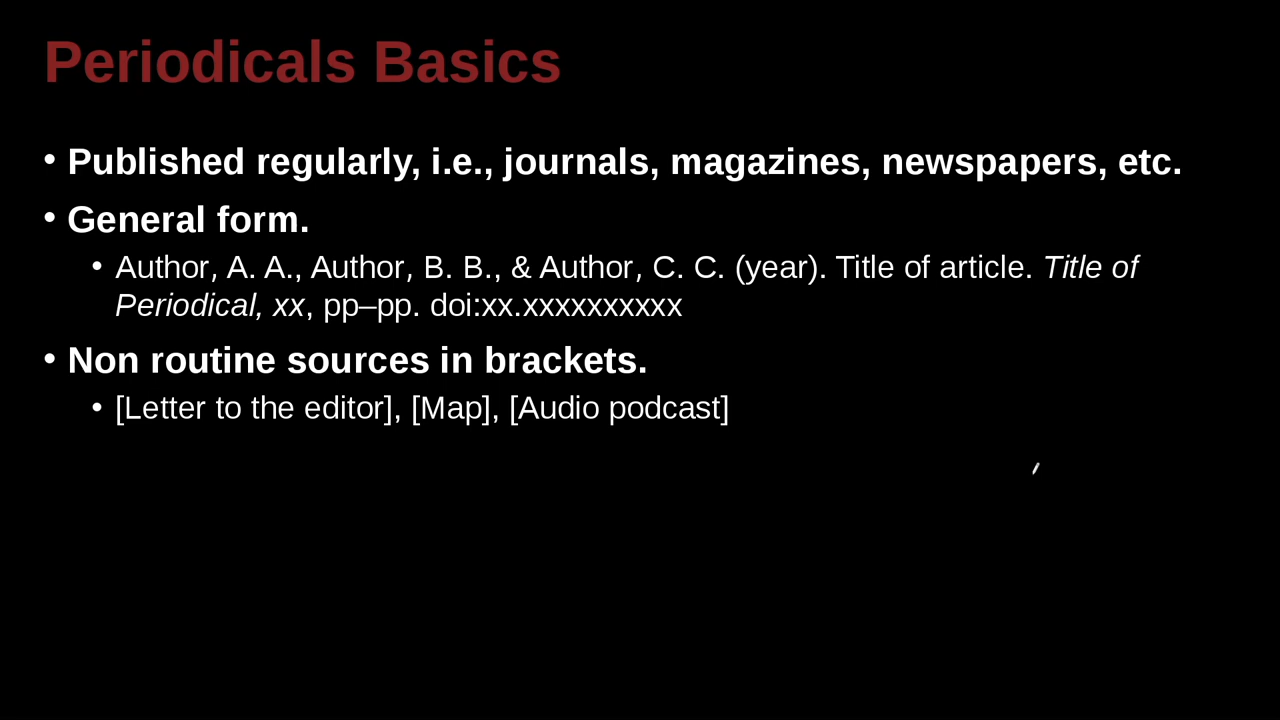 Periodicals Basics
• Published regularly, i.e., journals, magazines, newspapers, etc.
• General form.
• Author, A. A., Author, B. B., & Author, C. C. (year). Title of article. Title of
Periodical, xx, pp–pp. doi:xx.xxxxxxxxxx
• Non routine sources in brackets.
• [Letter to the editor], [Map], [Audio podcast]